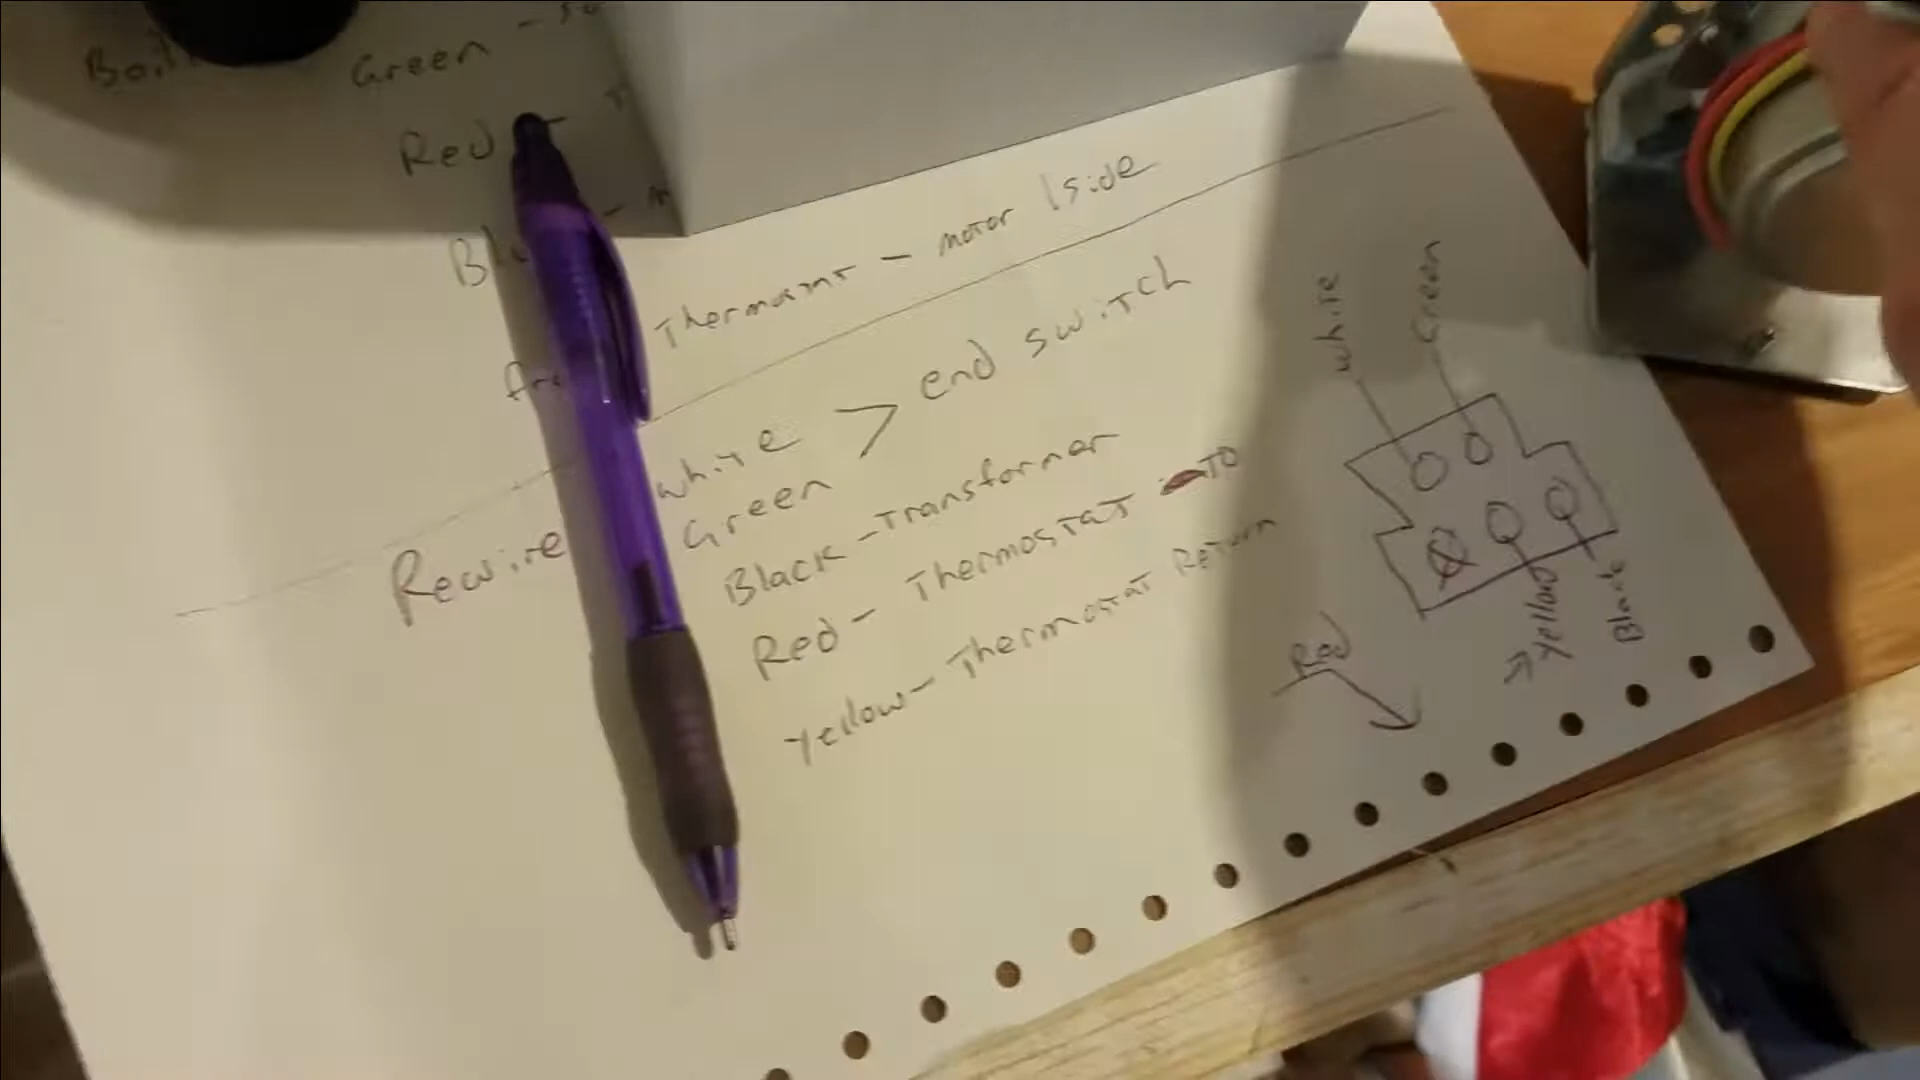 Green -
Red -
Thermamt - motor 1side
Rewire
white > end switch
Green
Black - Transformer
Red - Thermostat TO
Yellow - Thermostat Return
white
Green
Red
Yellow
Black